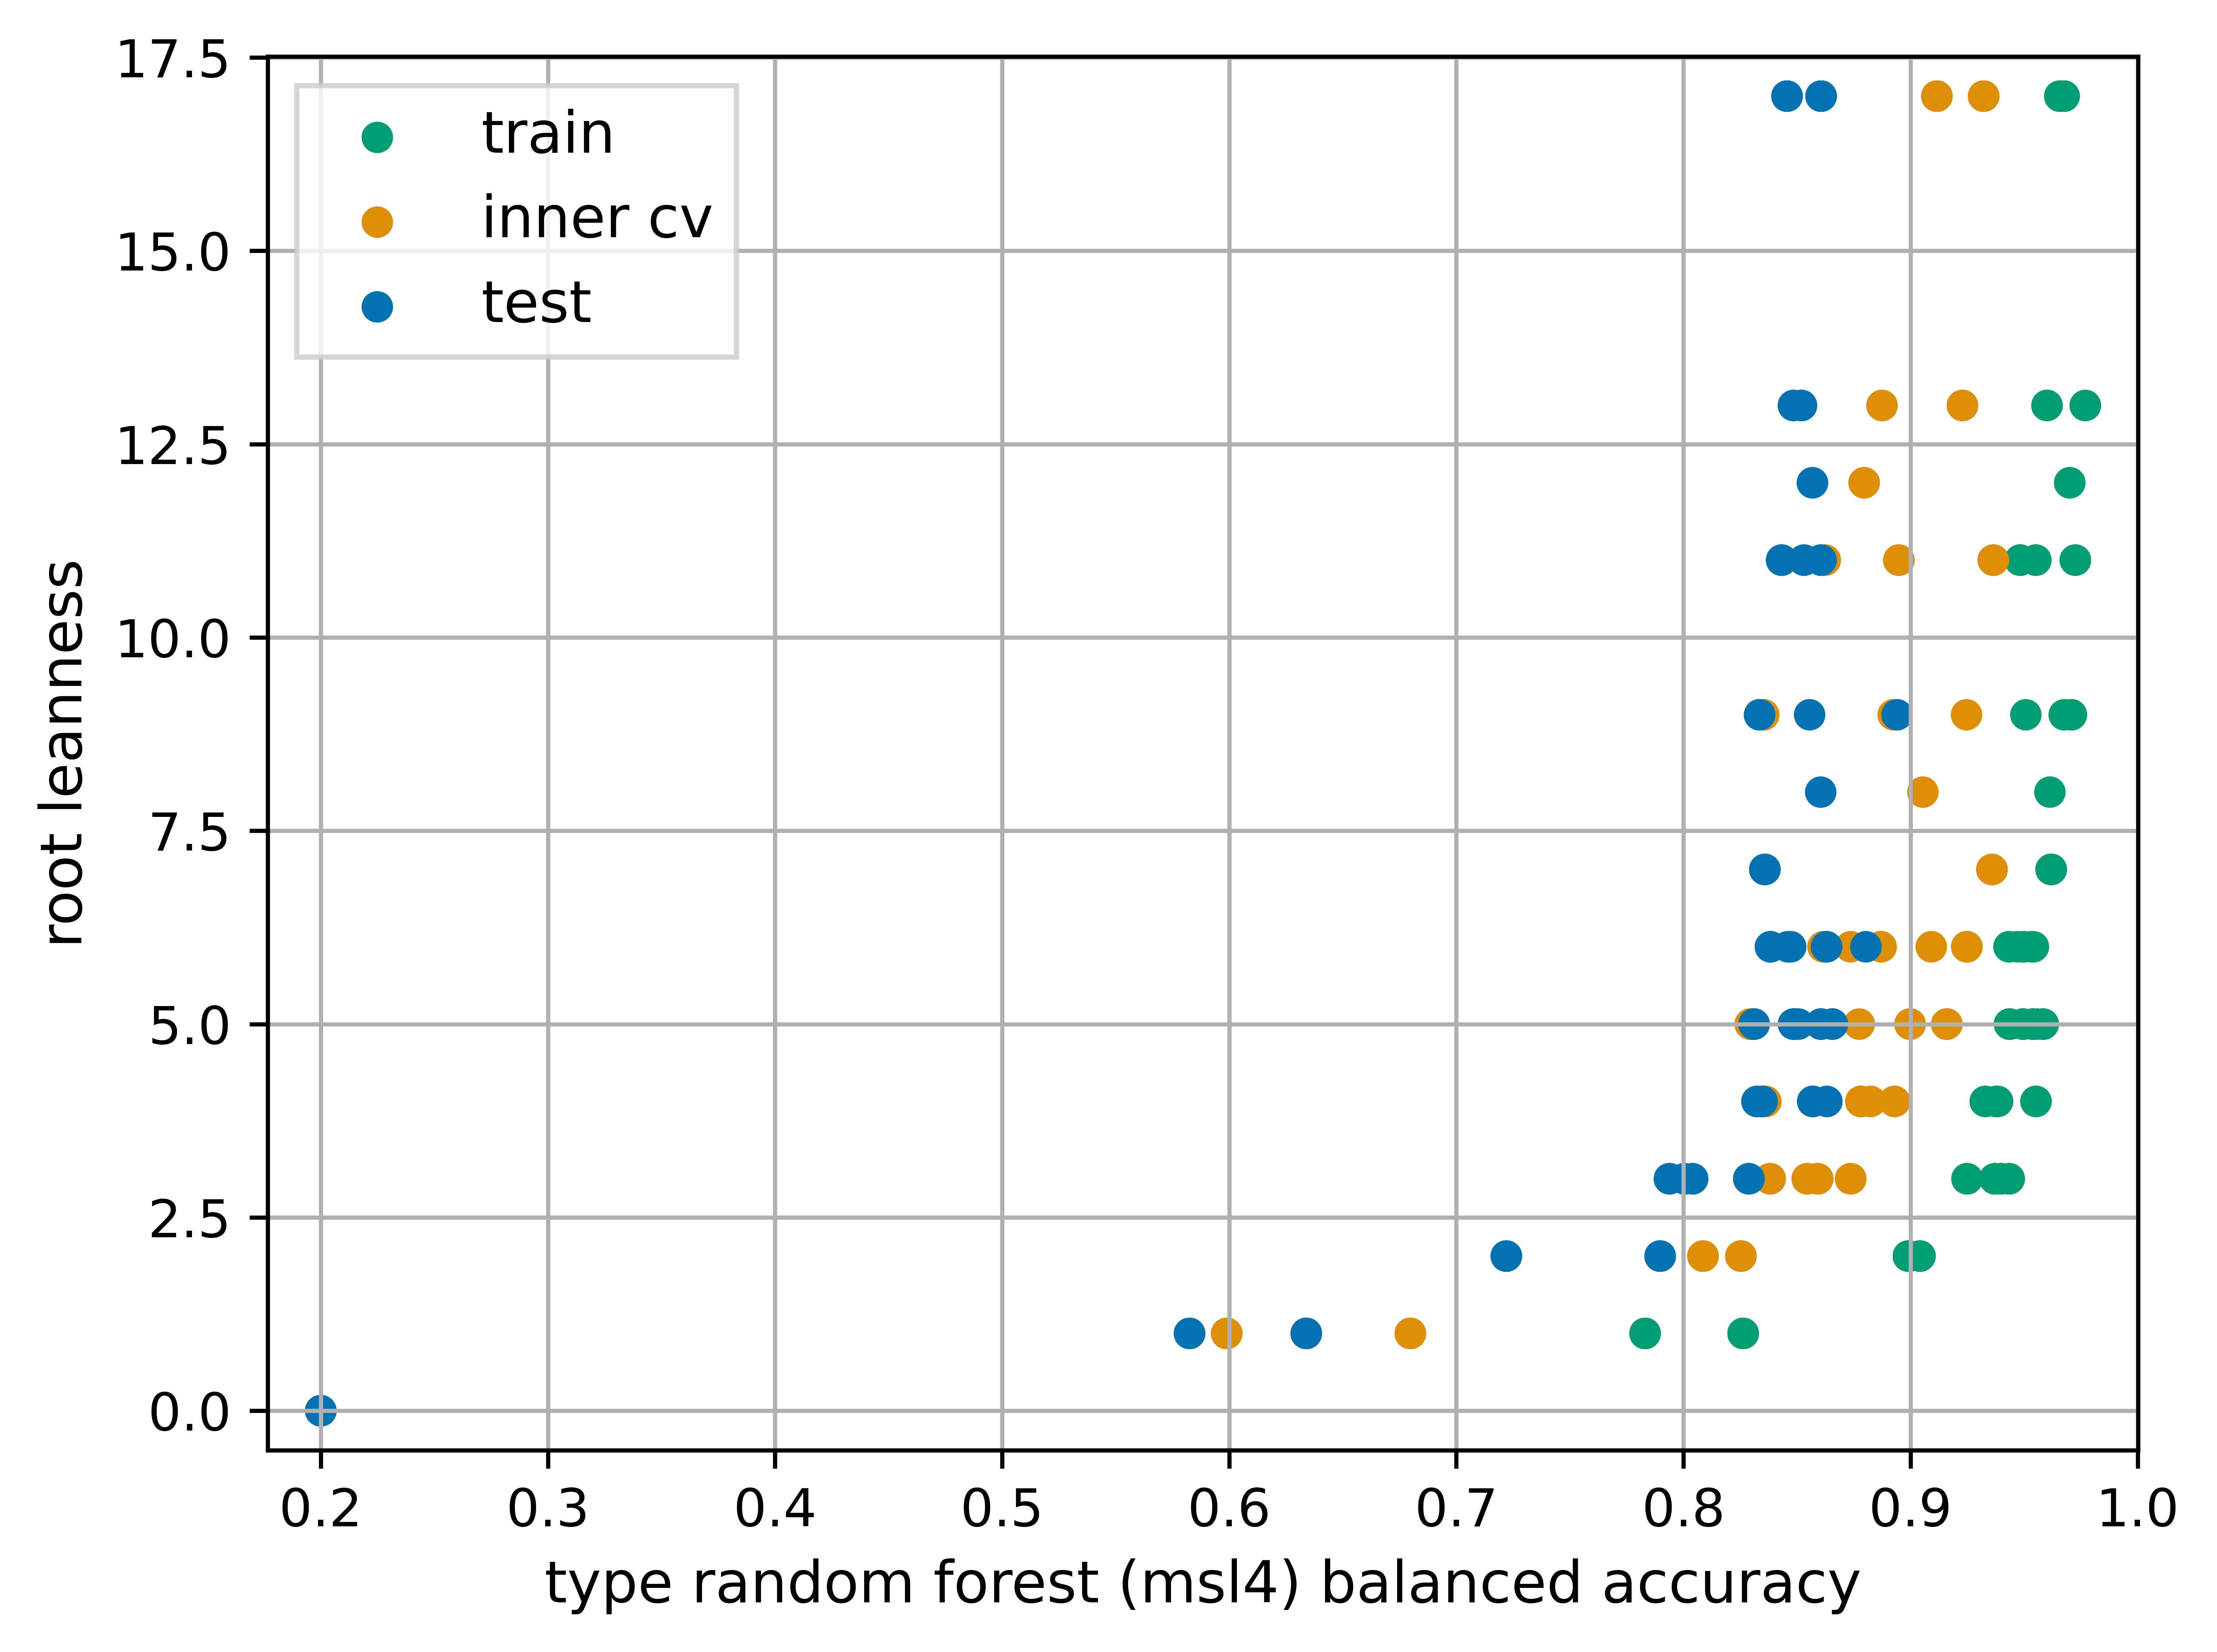 17.5
15.0
12.5
10.0
7.5
5.0
2.5
0.0
root leanness
train
inner cv
test
0.2 0.3 0.4 0.5 0.6 0.7 0.8 0.9 1.0
type random forest (msl4) balanced accuracy